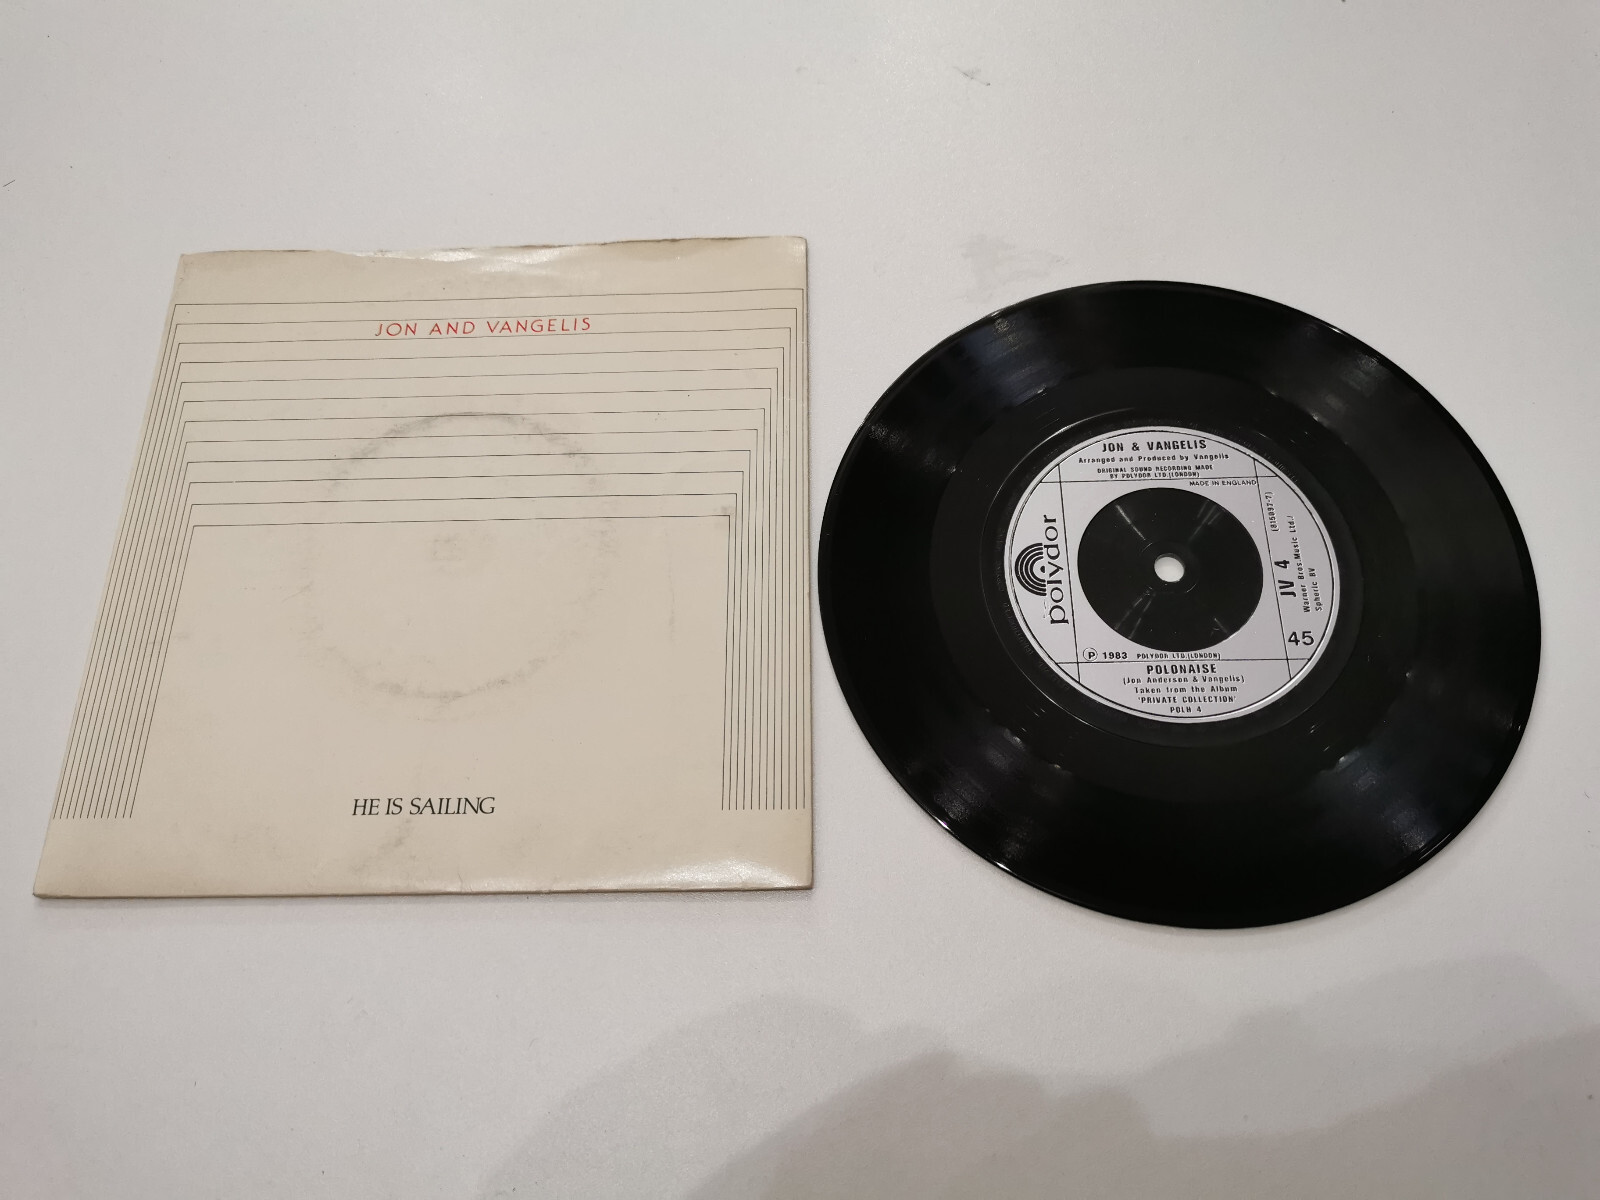 JON AND VANGELIS
HE IS SAILING
JON & VANGELIS
Arranged and Produced by Vangelis
ORIGINAL SOUND RECORDING MADE
BY POLYDOR LTD.(LONDON)
MADE IN ENGLAND
polydor
(815097-7)
JV 4
Warner Bros.Music Ltd./
Spheric BV
45
℗ 1983 POLYDOR LTD.(LONDON)
POLONAISE
(Jon Anderson & Vangelis)
Taken from the Album
'PRIVATE COLLECTION'
POLH 4